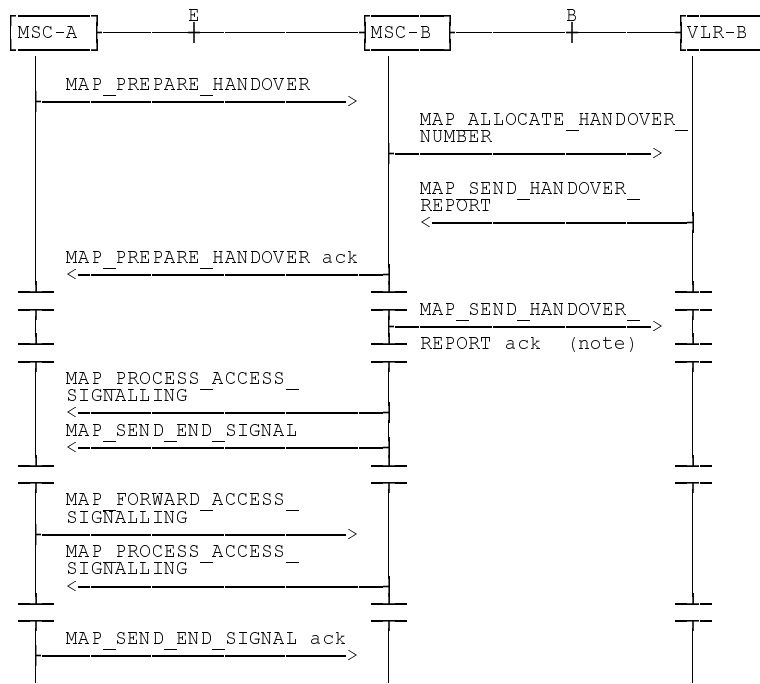 E
B
MSC-A
MSC-B
VLR-B
MAP_PREPARE_HANDOVER
MAP_ALLOCATE_HANDOVER_
NUMBER
MAP_SEND_HANDOVER_
REPORT
MAP_PREPARE_HANDOVER ack
MAP_SEND_HANDOVER_
REPORT ack (note)
MAP_PROCESS_ACCESS_
SIGNALLING
MAP_SEND_END_SIGNAL
MAP_FORWARD_ACCESS_
SIGNALLING
MAP_PROCESS_ACCESS_
SIGNALLING
MAP_SEND_END_SIGNAL ack